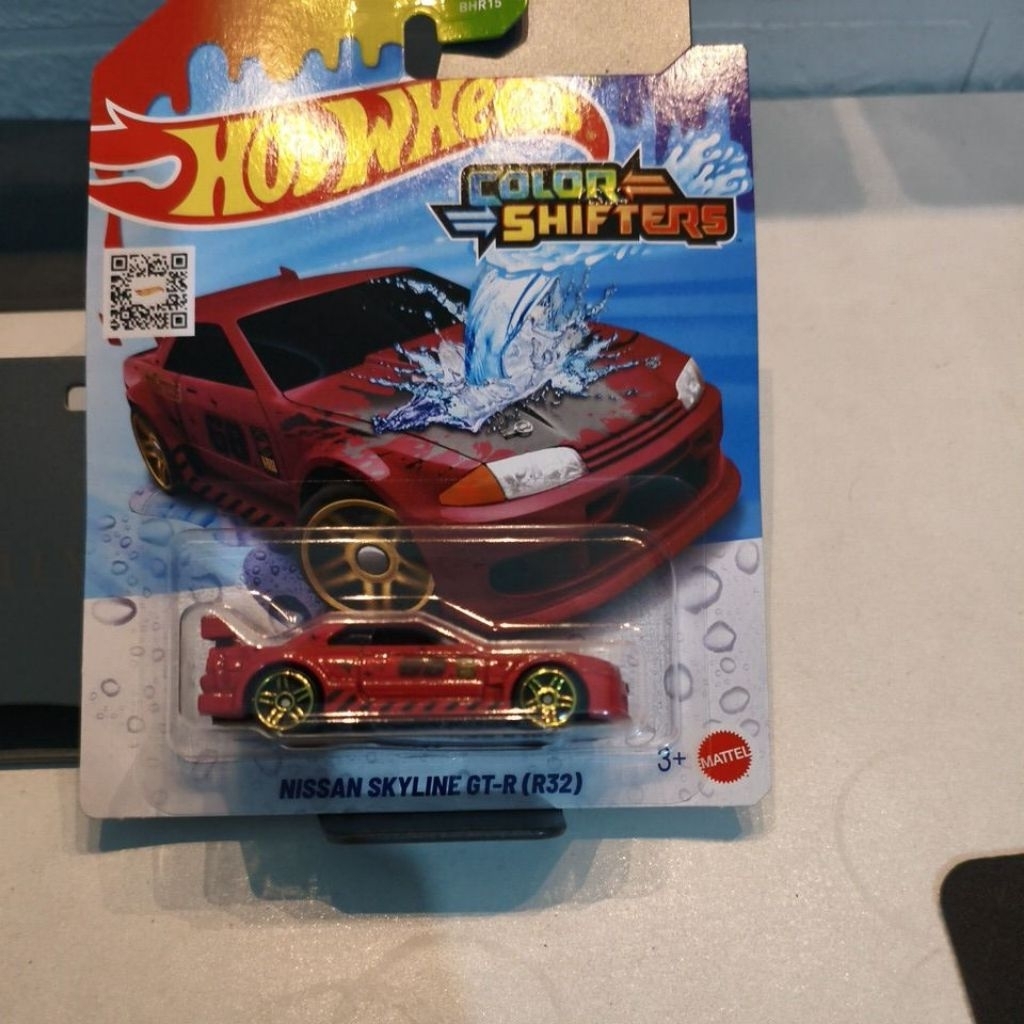 BHR15
HOT WHEELS
COLOR
SHIFTERS
NISSAN SKYLINE GT-R (R32)
3+
MATTEL